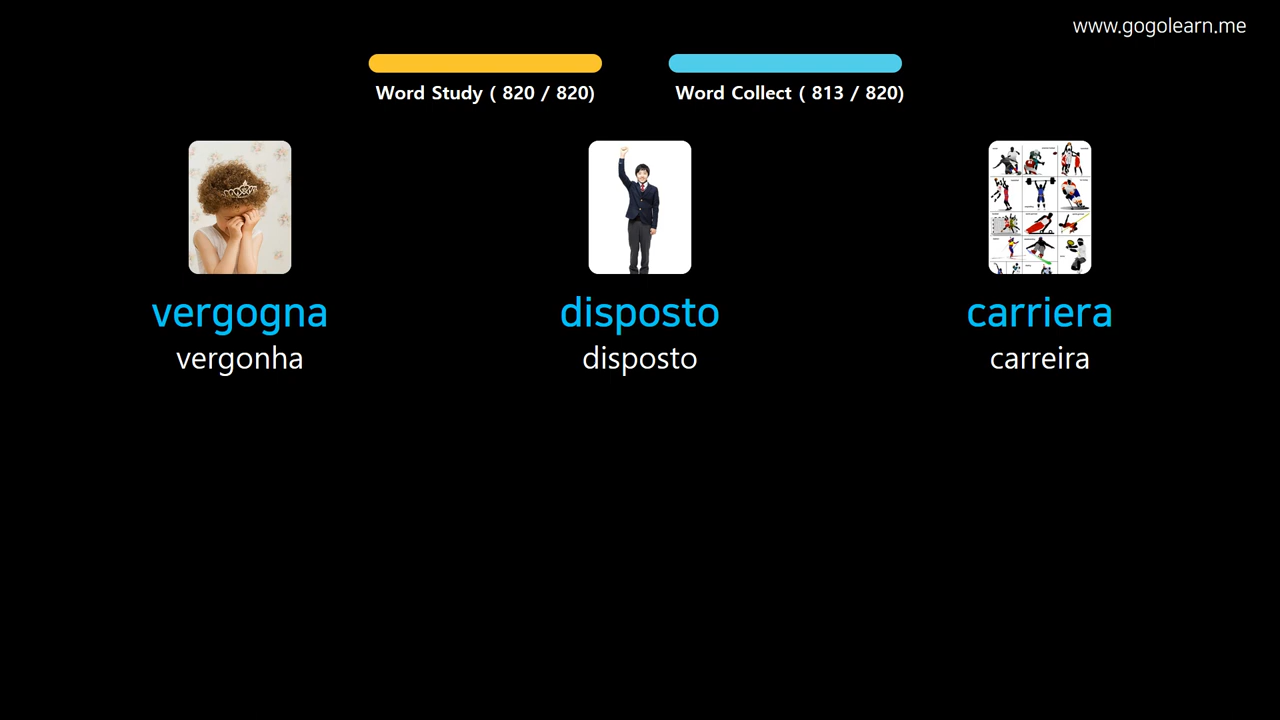 www.gogolearn.me
Word Study ( 820 / 820)
Word Collect ( 813 / 820)
vergogna
disposto
carriera
vergonha
disposto
carreira